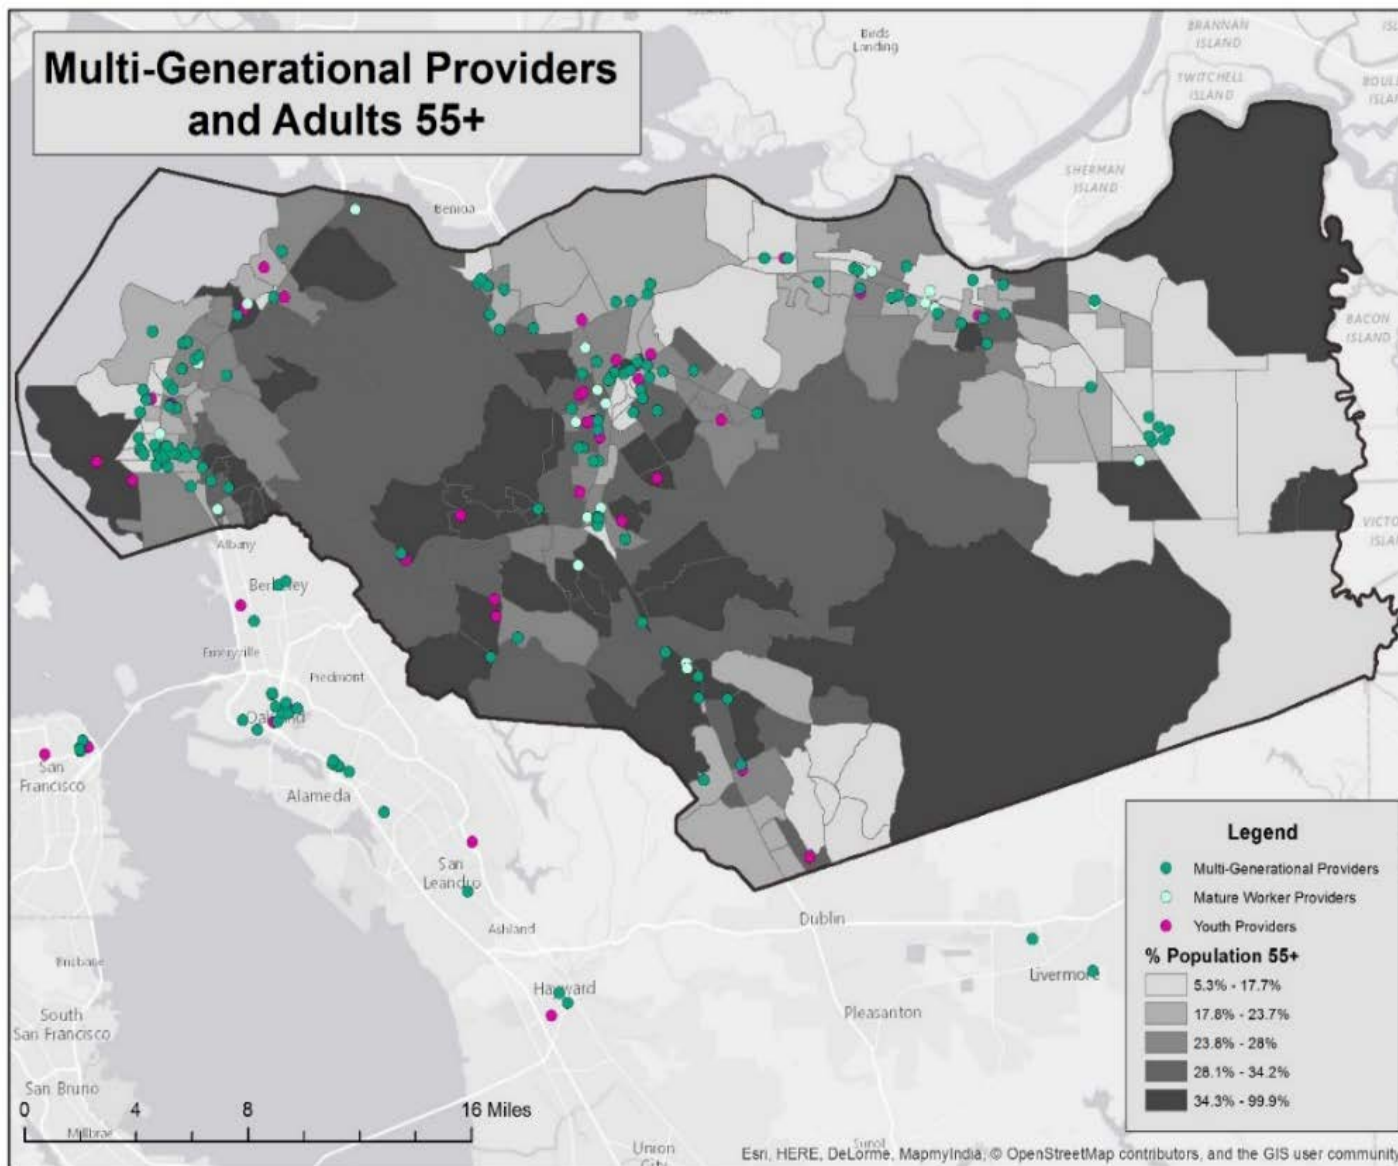 Multi-Generational Providers
and Adults 55+
Birds
Landing
BRANNAN
ISLAND
TWITCHELL
ISLAND
SHERMAN
ISLAND
Benicia
BACON
ISLAND
Albany
Berkeley
Emeryville
Piedmont
Oakland
San
Francisco
Alameda
San
Leandro
Ashland
Dublin
Brisbane
Hayward
Livermore
South
San Francisco
Pleasanton
San Bruno
Millbrae
Union
City
Sunol
0 4 8 16 Miles
Legend
Multi-Generational Providers
Mature Worker Providers
Youth Providers
% Population 55+
5.3% - 17.7%
17.8% - 23.7%
23.8% - 28%
28.1% - 34.2%
34.3% - 99.9%
Esri, HERE, DeLorme, MapmyIndia, © OpenStreetMap contributors, and the GIS user community